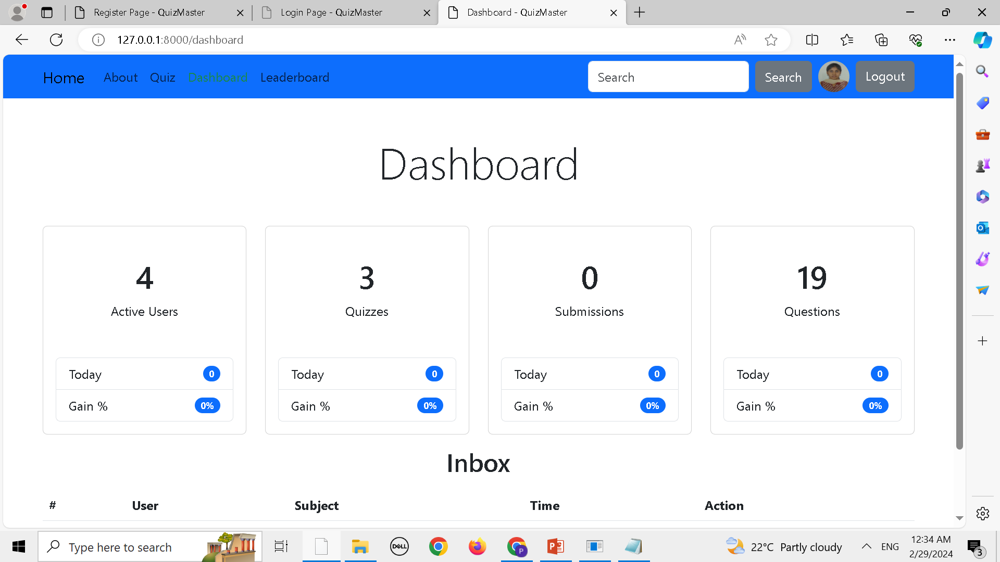 Register Page - QuizMaster
Login Page - QuizMaster
Dashboard - QuizMaster
127.0.0.1:8000/dashboard
Home About Quiz Dashboard Leaderboard Search Search Logout
Dashboard
4 3 0 19
Active Users Quizzes Submissions Questions
Today 0 Today 0 Today 0 Today 0
Gain % 0% Gain % 0% Gain % 0% Gain % 0%
Inbox
# User Subject Time Action
Type here to search DELL P 22°C Partly cloudy ENG 12:34 AM
2/29/2024 3